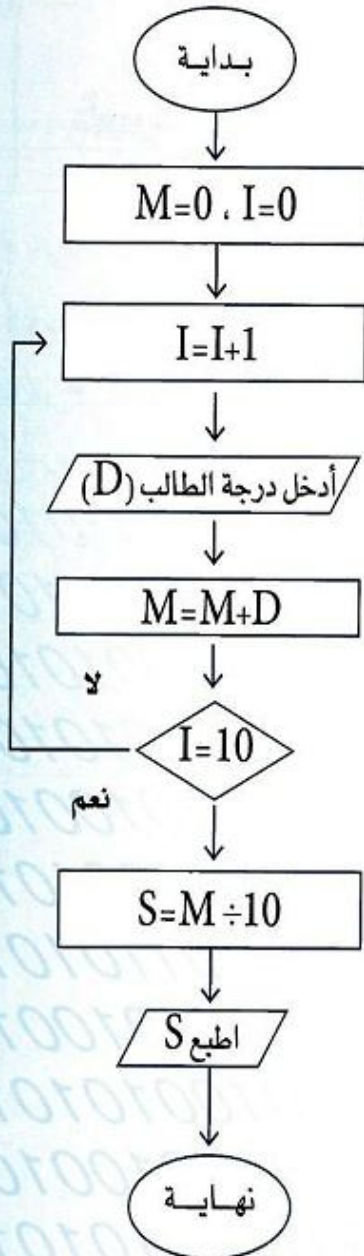 بداية
M=0 ، I=0
I=I+1
أدخل درجة الطالب (D)
M=M+D
لا
I=10
نعم
S=M÷10
اطبع S
نهاية